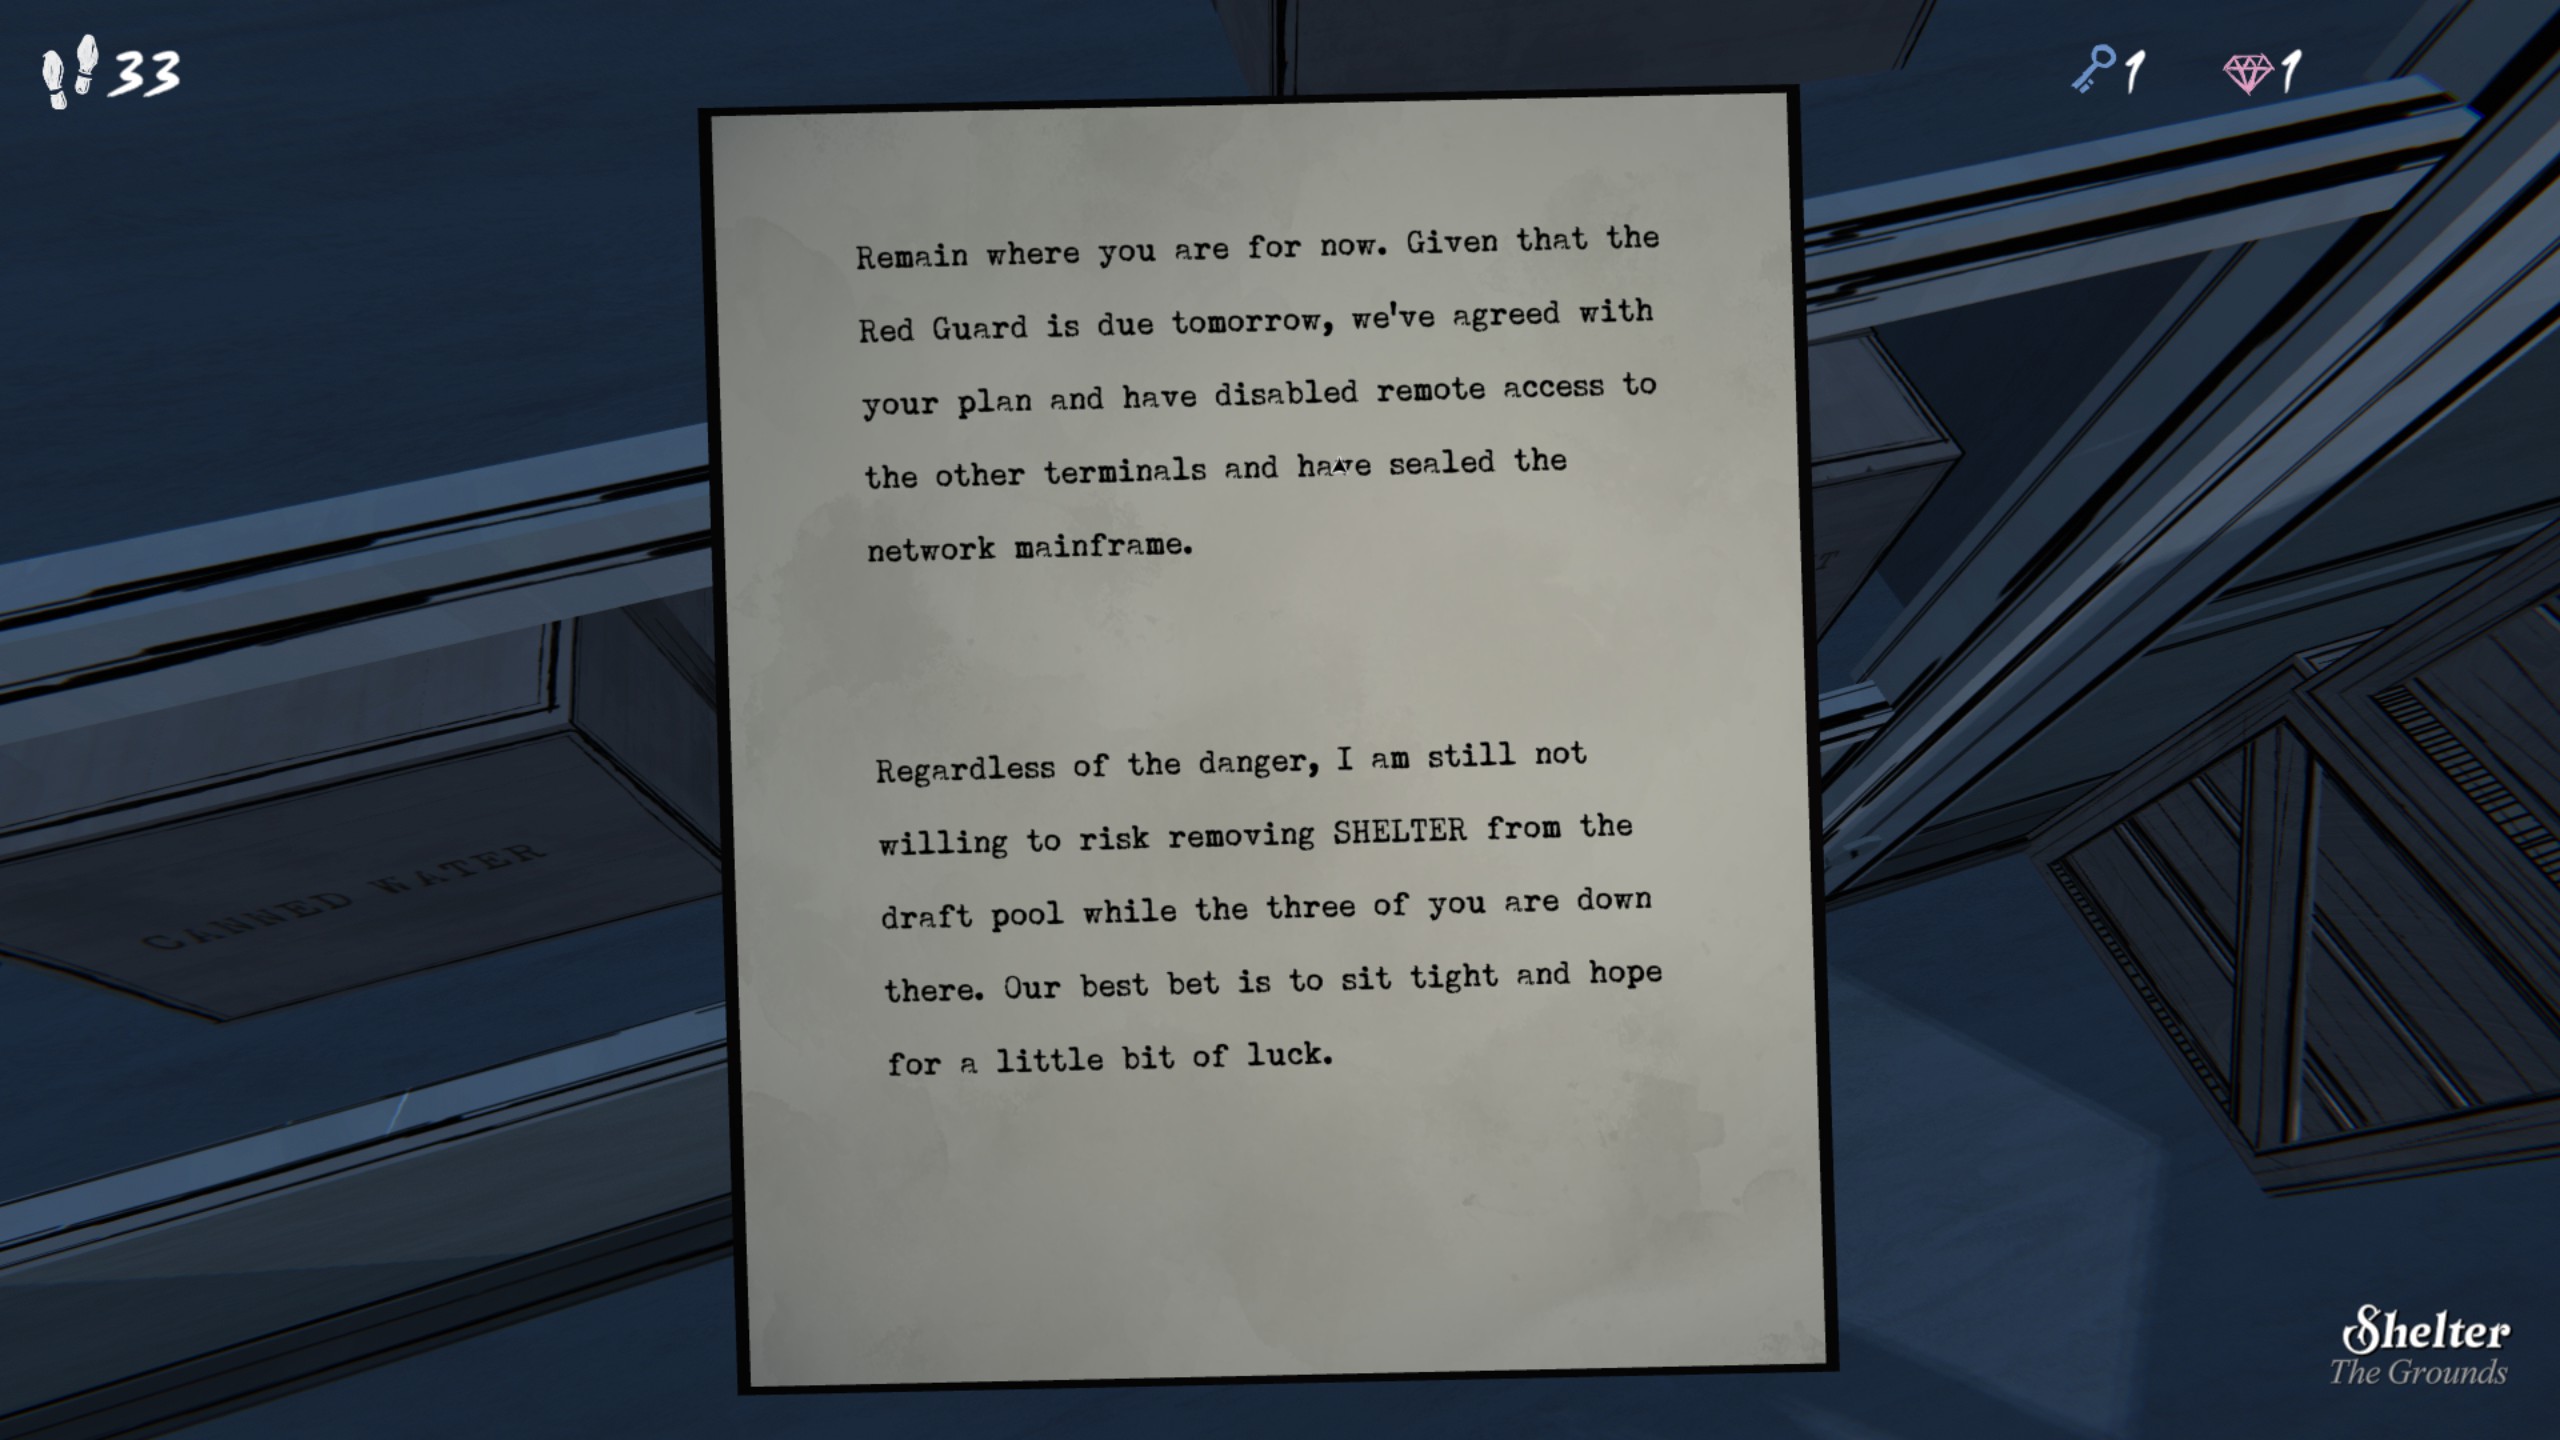 33
1
1
Remain where you are for now. Given that the
Red Guard is due tomorrow, we've agreed with
your plan and have disabled remote access to
the other terminals and have sealed the
network mainframe.
Regardless of the danger, I am still not
willing to risk removing SHELTER from the
draft pool while the three of you are down
there. Our best bet is to sit tight and hope
for a little bit of luck.
CANNED WATER
Shelter
The Grounds